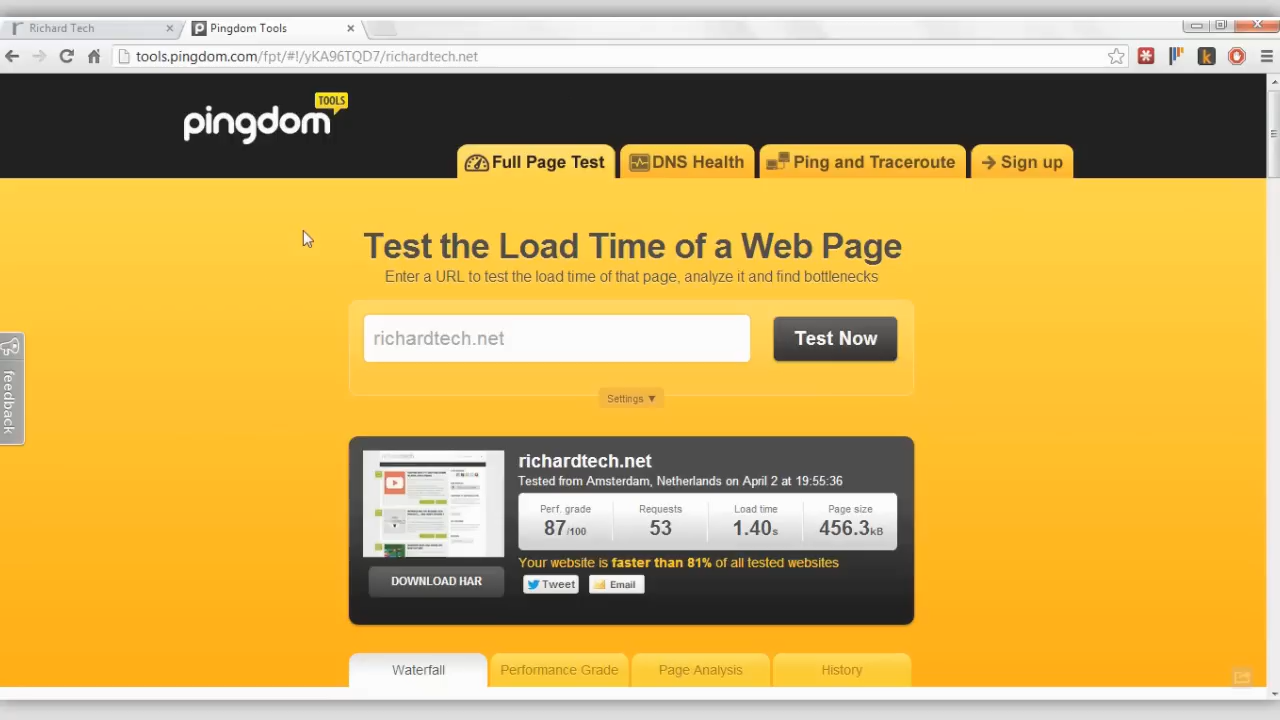 Richard Tech
Pingdom Tools
tools.pingdom.com/fpt/#!/yKA96TQD7/richardtech.net
pingdom TOOLS
Full Page Test
DNS Health
Ping and Traceroute
Sign up
Test the Load Time of a Web Page
Enter a URL to test the load time of that page, analyze it and find bottlenecks
richardtech.net
Test Now
Settings ▼
feedback
richardtech.net
Tested from Amsterdam, Netherlands on April 2 at 19:55:36
Perf. grade Requests Load time Page size
87/100 53 1.40s 456.3kB
Your website is faster than 81% of all tested websites
DOWNLOAD HAR
Tweet
Email
Waterfall
Performance Grade
Page Analysis
History